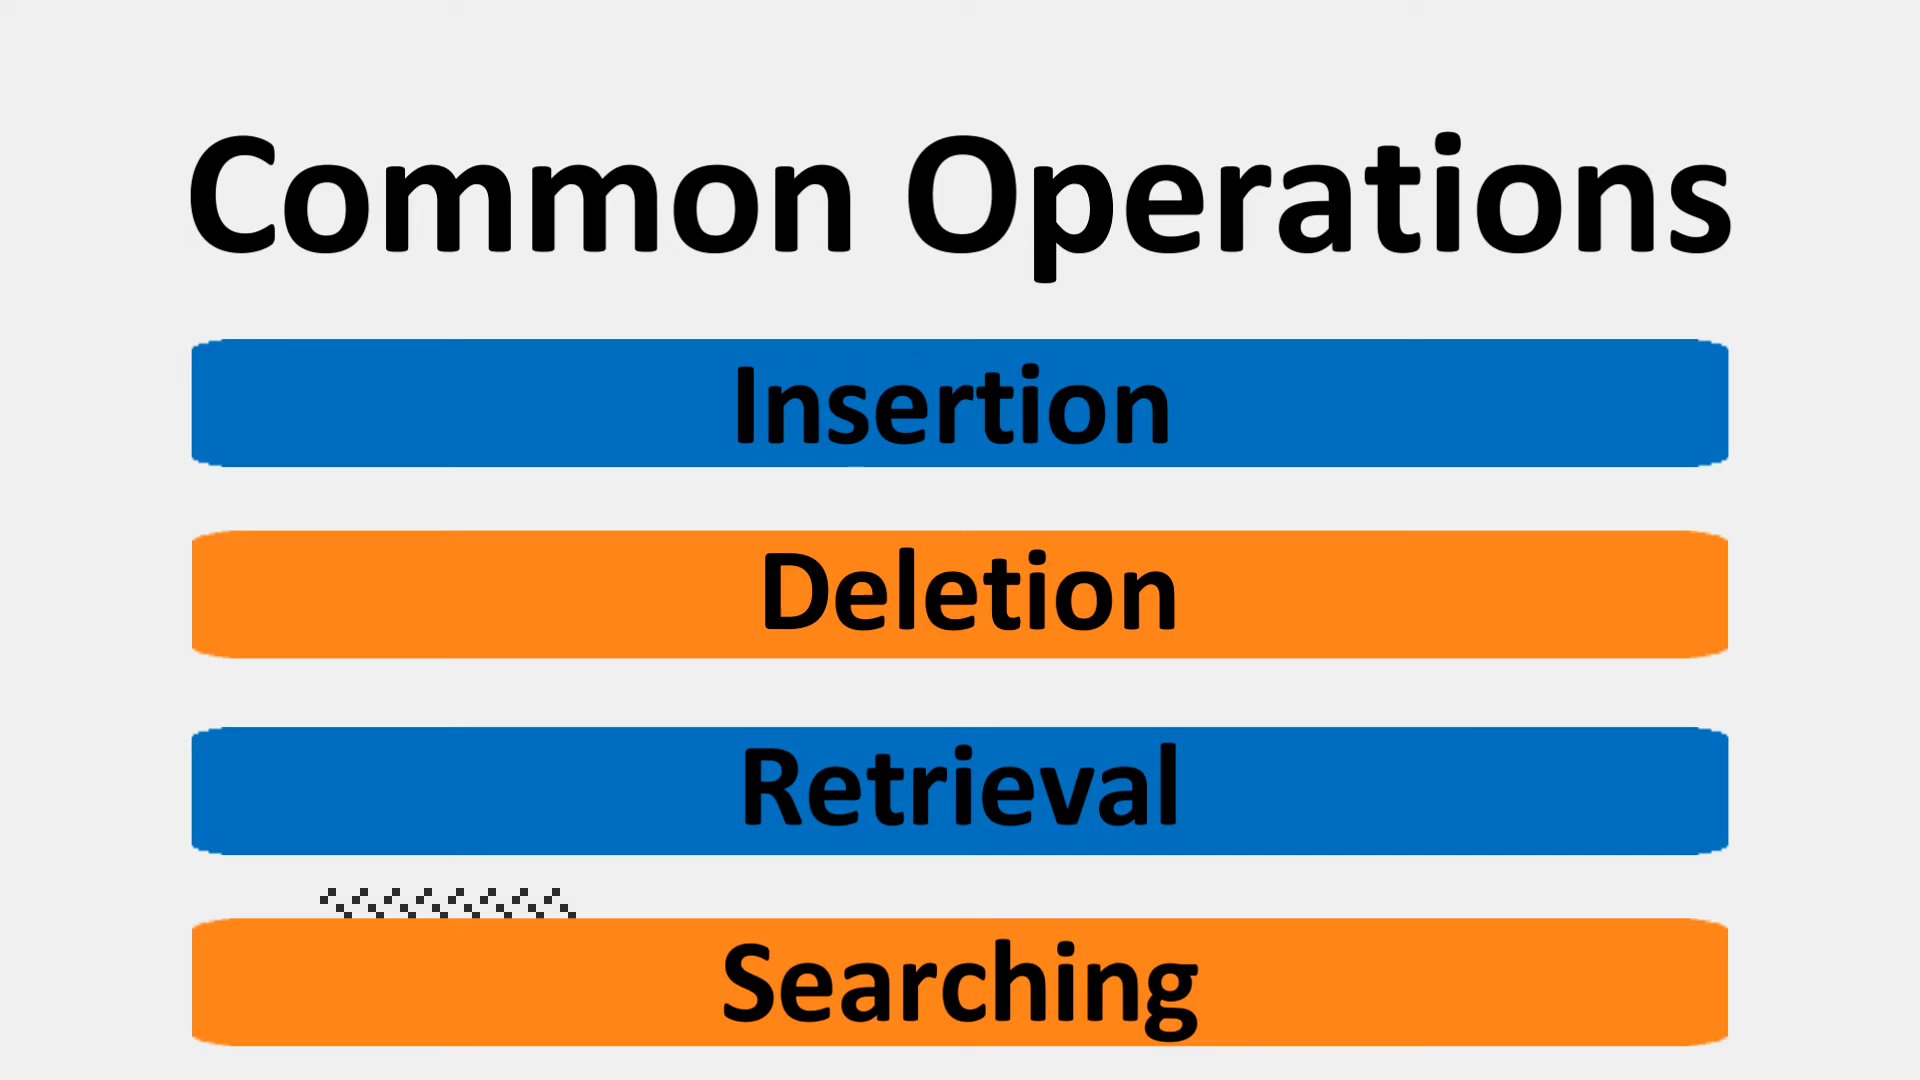 Common Operations
Insertion
Deletion
Retrieval
Searching